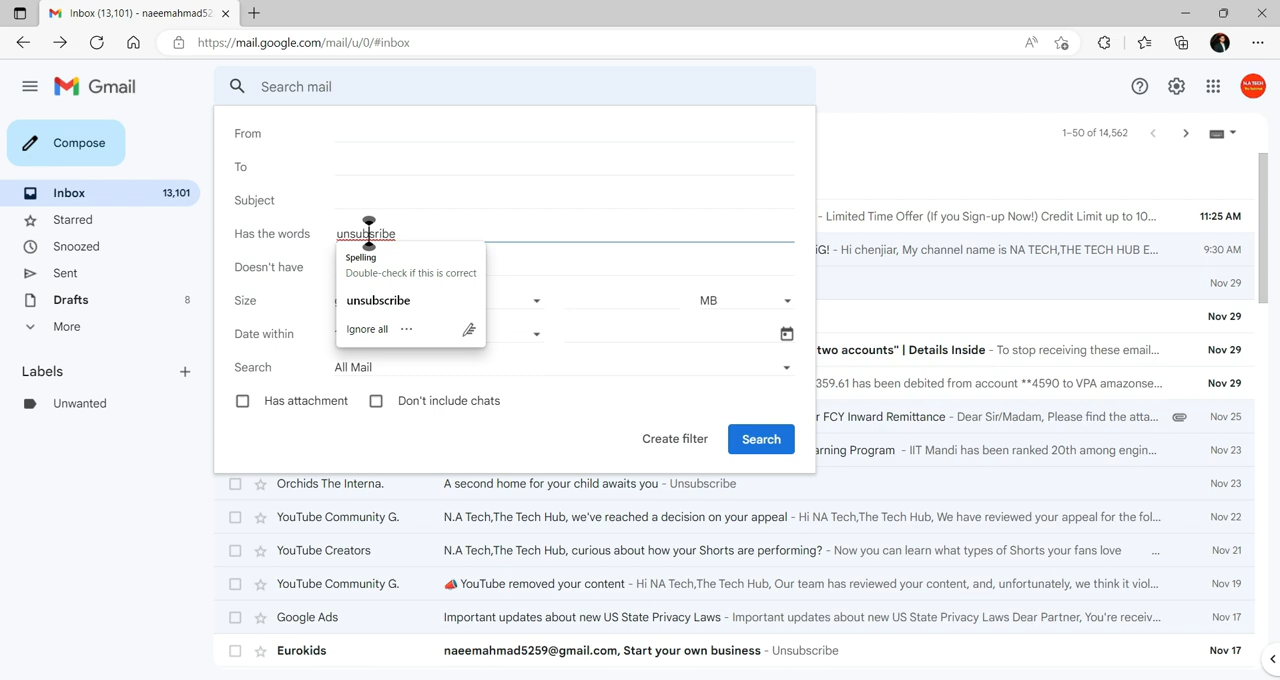 Inbox (13,101) - naeemahmad52
https://mail.google.com/mail/u/0/#inbox
Gmail
Search mail
N.A TECH
Compose
From
1-50 of 14,562
To
Inbox 13,101
Subject
Starred
- Limited Time Offer (If you Sign-up Now!) Credit Limit up to 10... 11:25 AM
Has the words unsubsribe
Snoozed
iG! - Hi chenjiar, My channel name is NA TECH,THE TECH HUB E... 9:30 AM
Spelling
Double-check if this is correct
Doesn't have
Sent
Nov 29
unsubscribe
Size MB
Drafts 8
Nov 29
Ignore all ...
Date within
More
two accounts" | Details Inside - To stop receiving these email... Nov 29
Search All Mail
Labels
359.61 has been debited from account **4590 to VPA amazonse... Nov 29
Has attachment Don't include chats
Unwanted
r FCY Inward Remittance - Dear Sir/Madam, Please find the atta... Nov 25
Create filter Search
arning Program - IIT Mandi has been ranked 20th among engin... Nov 23
Orchids The Interna. A second home for your child awaits you - Unsubscribe Nov 23
YouTube Community G. N.A Tech,The Tech Hub, we've reached a decision on your appeal - Hi NA Tech,The Tech Hub, We have reviewed your appeal for the fol... Nov 22
YouTube Creators N.A Tech,The Tech Hub, curious about how your Shorts are performing? - Now you can learn what types of Shorts your fans love ... Nov 21
YouTube Community G. YouTube removed your content - Hi NA Tech,The Tech Hub, Our team has reviewed your content, and, unfortunately, we think it viol... Nov 19
Google Ads Important updates about new US State Privacy Laws - Important updates about new US State Privacy Laws Dear Partner, You're receiv... Nov 17
Eurokids naeemahmad5259@gmail.com, Start your own business - Unsubscribe Nov 17